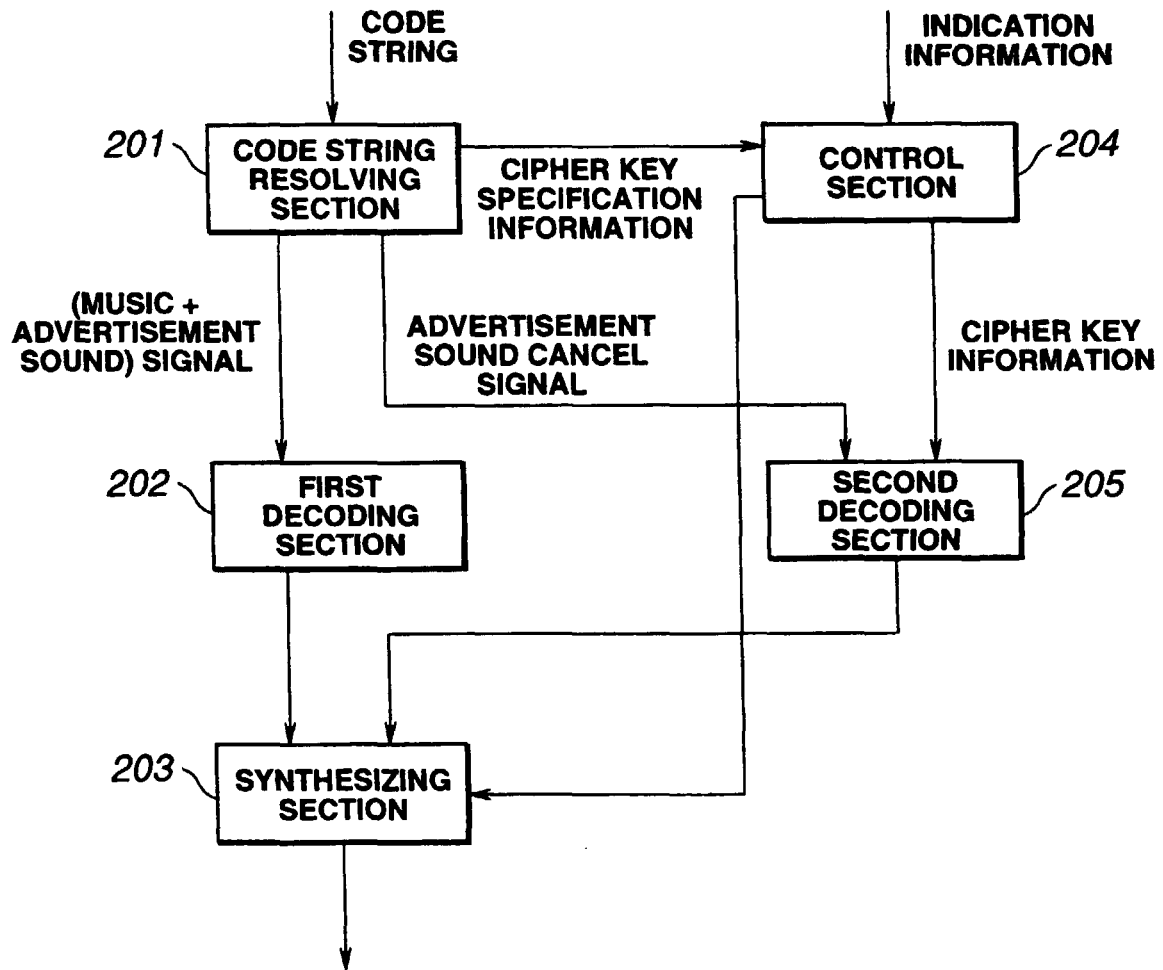 CODE
STRING
INDICATION
INFORMATION
201
CODE STRING
RESOLVING
SECTION
CIPHER KEY
SPECIFICATION
INFORMATION
CONTROL
SECTION
204
(MUSIC +
ADVERTISEMENT
SOUND) SIGNAL
ADVERTISEMENT
SOUND CANCEL
SIGNAL
CIPHER KEY
INFORMATION
202
FIRST
DECODING
SECTION
SECOND
DECODING
SECTION
205
203
SYNTHESIZING
SECTION